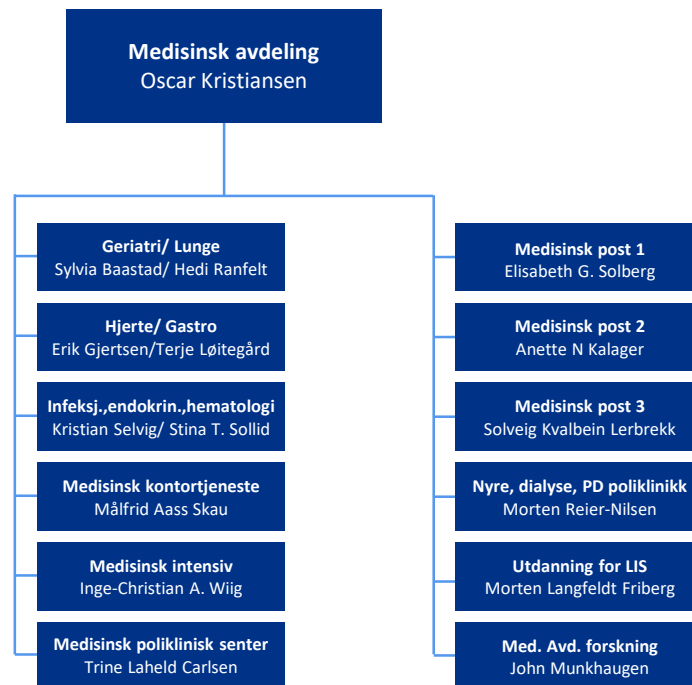 Medisinsk avdeling
Oscar Kristiansen
Geriatri/ Lunge
Sylvia Baastad/ Hedi Ranfelt
Hjerte/ Gastro
Erik Gjertsen/Terje Løitegård
Infeksj.,endokrin.,hematologi
Kristian Selvig/ Stina T. Sollid
Medisinsk kontortjeneste
Målfrid Aass Skau
Medisinsk intensiv
Inge-Christian A. Wiig
Medisinsk poliklinisk senter
Trine Laheld Carlsen
Medisinsk post 1
Elisabeth G. Solberg
Medisinsk post 2
Anette N Kalager
Medisinsk post 3
Solveig Kvalbein Lerbrekk
Nyre, dialyse, PD poliklinikk
Morten Reier-Nilsen
Utdanning for LIS
Morten Langfeldt Friberg
Med. Avd. forskning
John Munkhaugen